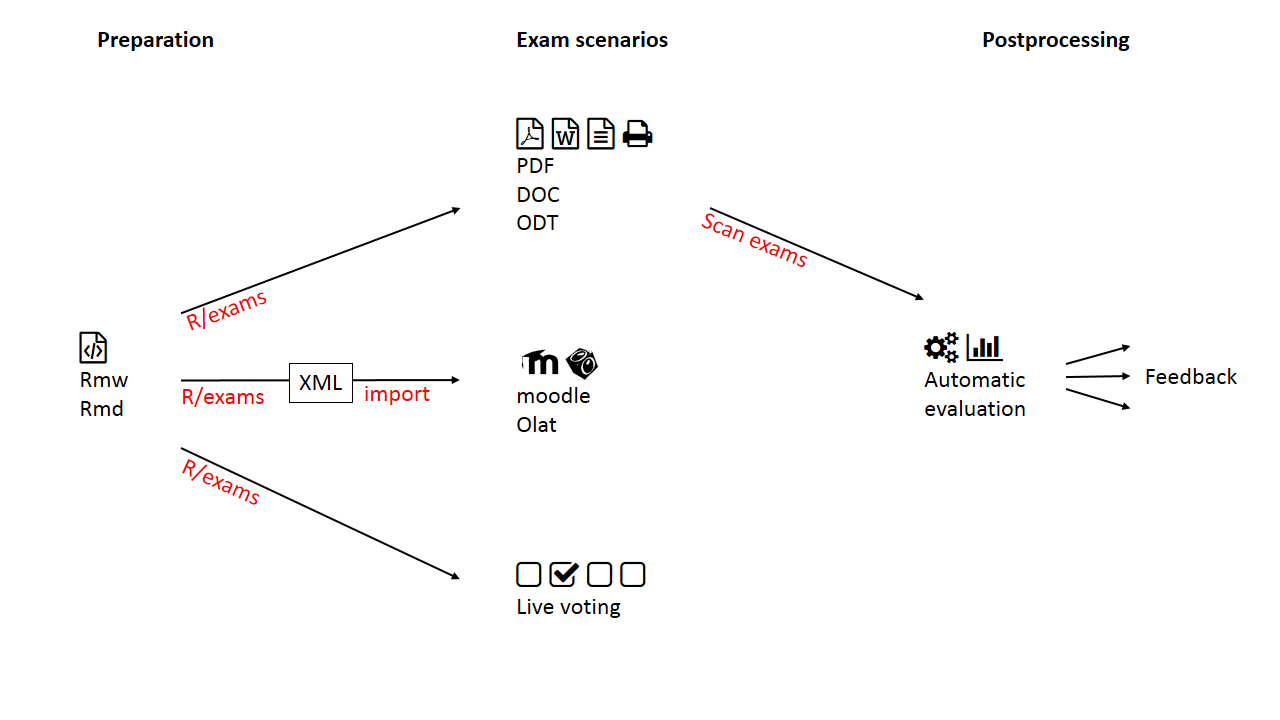 Preparation
Exam scenarios
Postprocessing
W
PDF
DOC
ODT
Scan exams
R/exams
Rmw
Rmd
R/exams
XML
import
m
moodle
Olat
Automatic
evaluation
Feedback
R/exams
Live voting